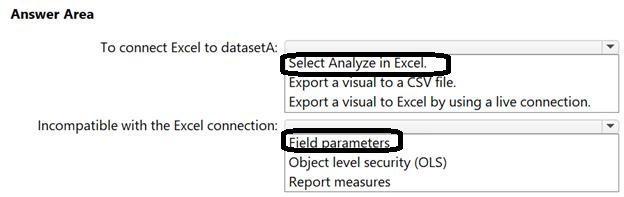 Answer Area
To connect Excel to datasetA:
Select Analyze in Excel.
Export a visual to a CSV file.
Export a visual to Excel by using a live connection.
Incompatible with the Excel connection:
Field parameters
Object level security (OLS)
Report measures